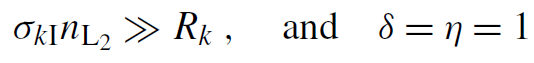 σ_{kI} n_{L_2} ≫ R_k , and δ = η = 1